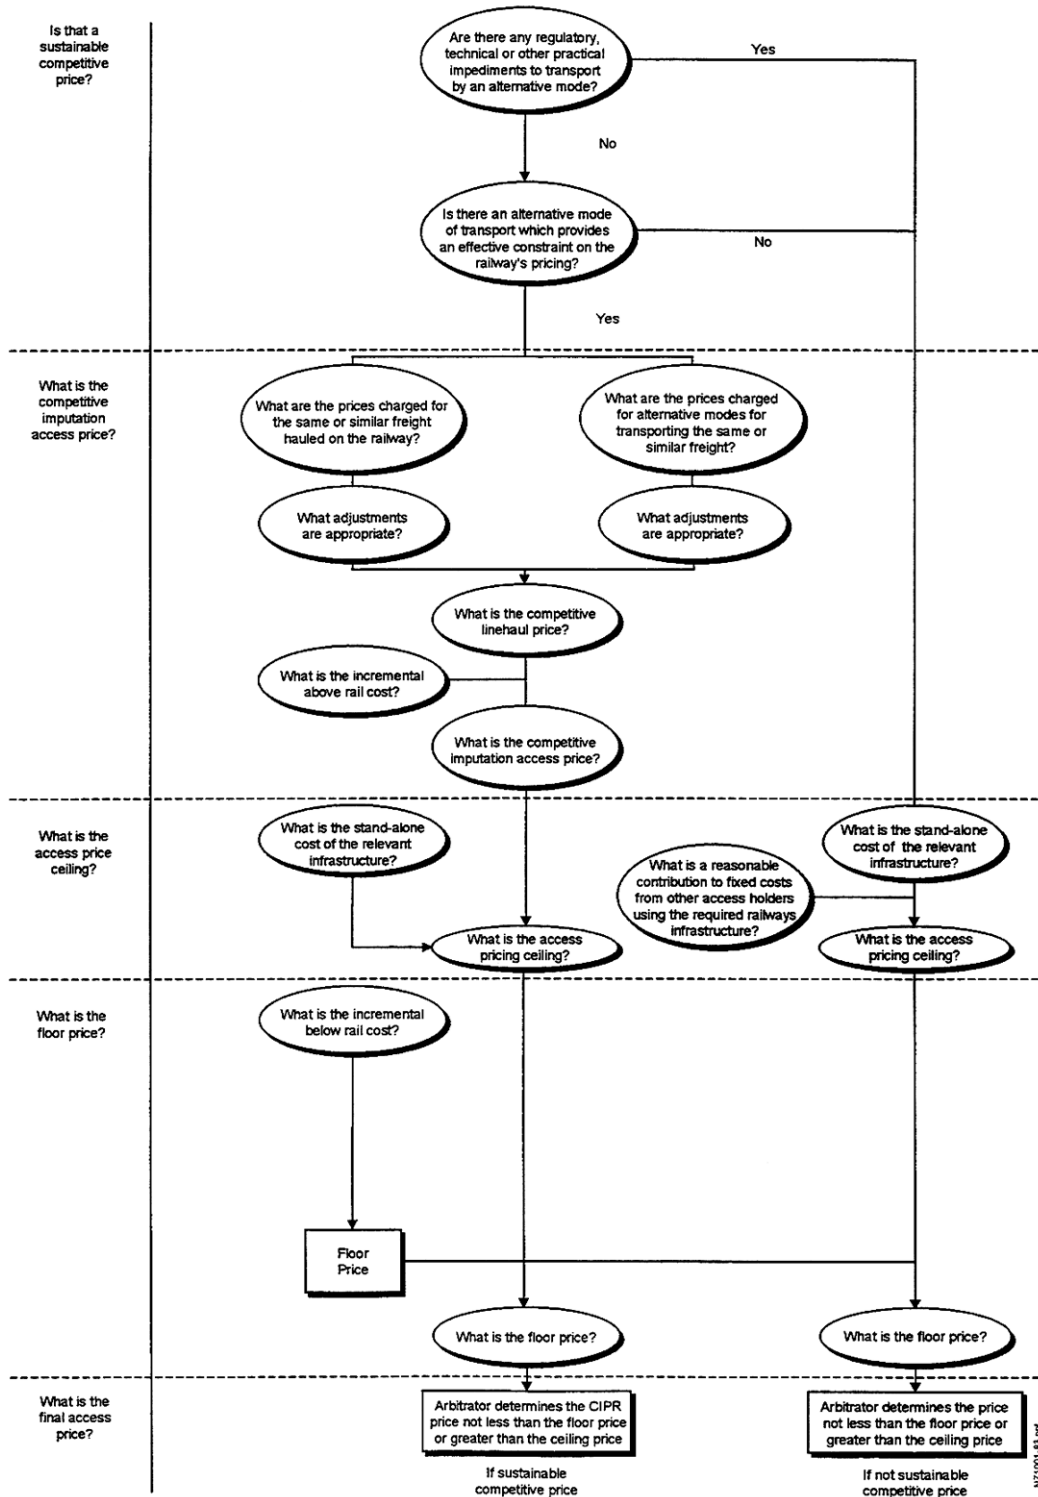 Is that a
sustainable
competitive
price?
Are there any regulatory,
technical or other practical
impediments to transport
by an alternative mode?
Yes
No
Is there an alternative mode
of transport which provides
an effective constraint on the
railway's pricing?
No
Yes
What is the
competitive
imputation
access price?
What are the prices charged for
the same or similar freight
hauled on the railway?
What are the prices charged
for alternative modes for
transporting the same or
similar freight?
What adjustments
are appropriate?
What adjustments
are appropriate?
What is the competitive
linehaul price?
What is the incremental
above rail cost?
What is the competitive
imputation access price?
What is the
access price
ceiling?
What is the stand-alone
cost of the relevant
infrastructure?
What is the stand-alone
cost of the relevant
infrastructure?
What is a reasonable
contribution to fixed costs
from other access holders
using the required railways
infrastructure?
What is the access
pricing ceiling?
What is the access
pricing ceiling?
What is the
floor price?
What is the incremental
below rail cost?
Floor
Price
What is the floor price?
What is the floor price?
What is the
final access
price?
Arbitrator determines the CIPR
price not less than the floor price
or greater than the ceiling price
Arbitrator determines the price
not less than the floor price or
greater than the ceiling price
If sustainable
competitive price
If not sustainable
competitive price